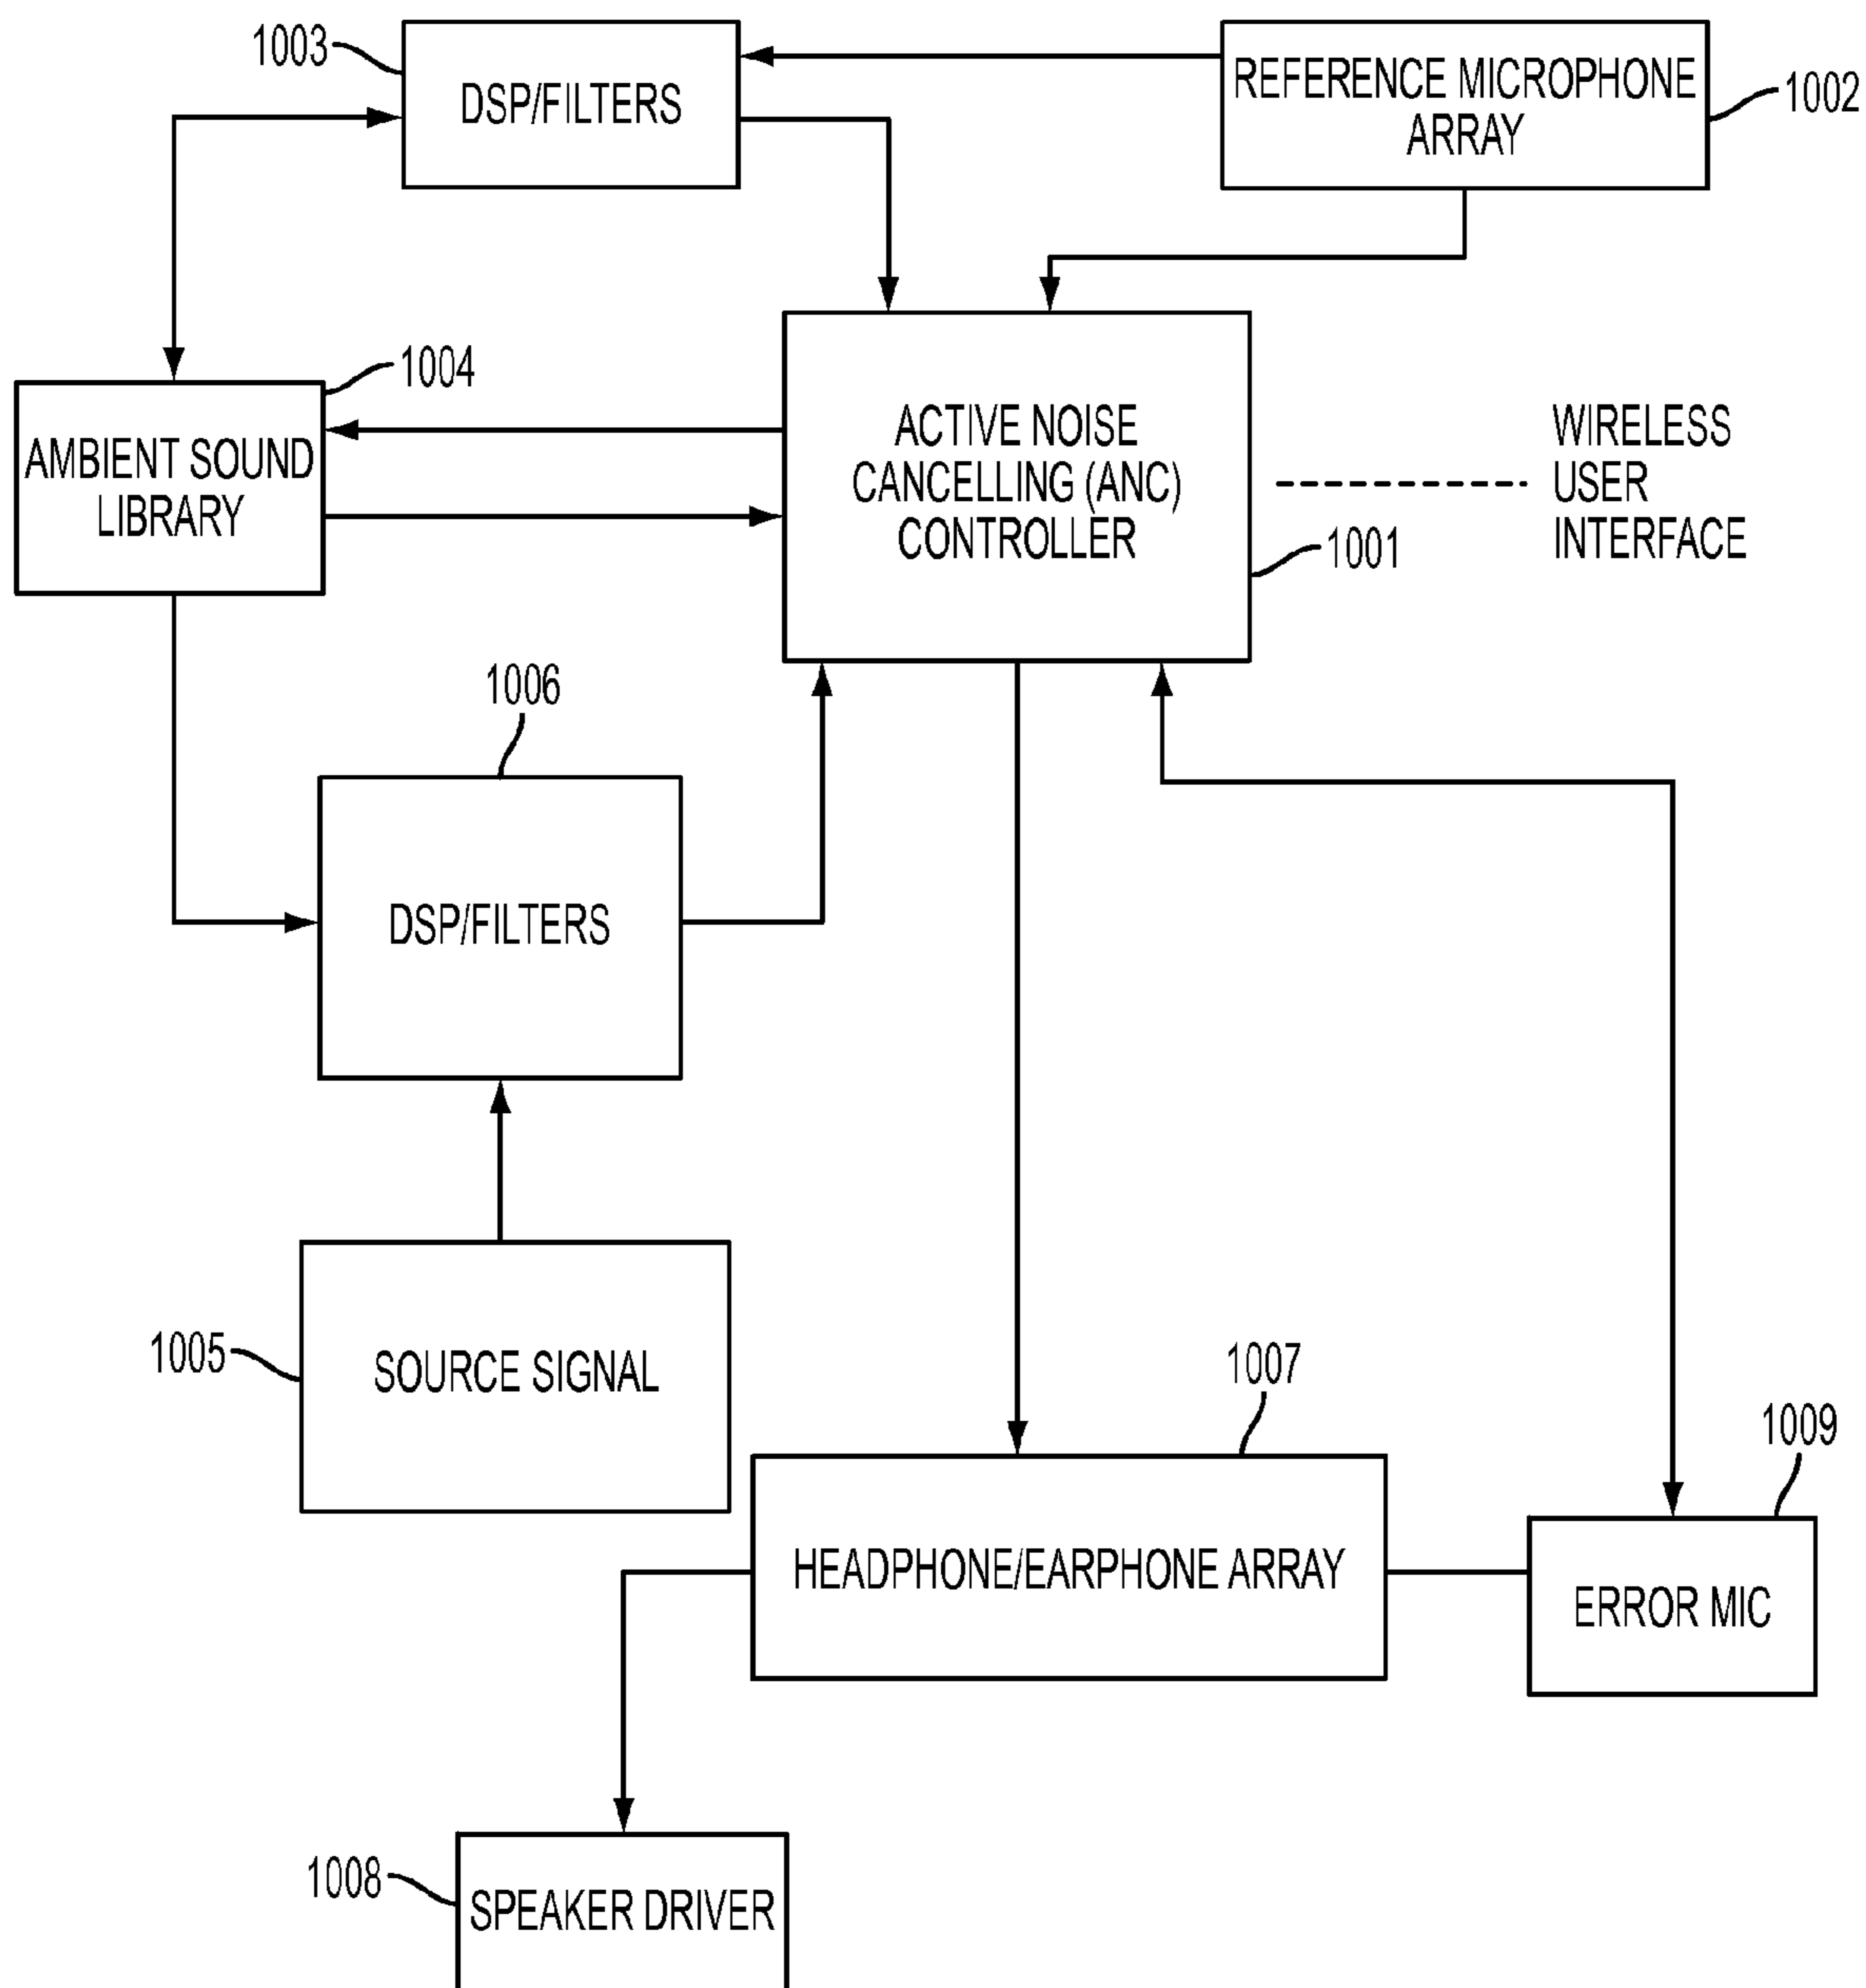 1003
DSP/FILTERS
REFERENCE MICROPHONE
ARRAY
1002
1004
AMBIENT SOUND
LIBRARY
ACTIVE NOISE
CANCELLING (ANC)
CONTROLLER
1001
WIRELESS
USER
INTERFACE
1006
DSP/FILTERS
1005
SOURCE SIGNAL
1007
HEADPHONE/EARPHONE ARRAY
1009
ERROR MIC
1008
SPEAKER DRIVER